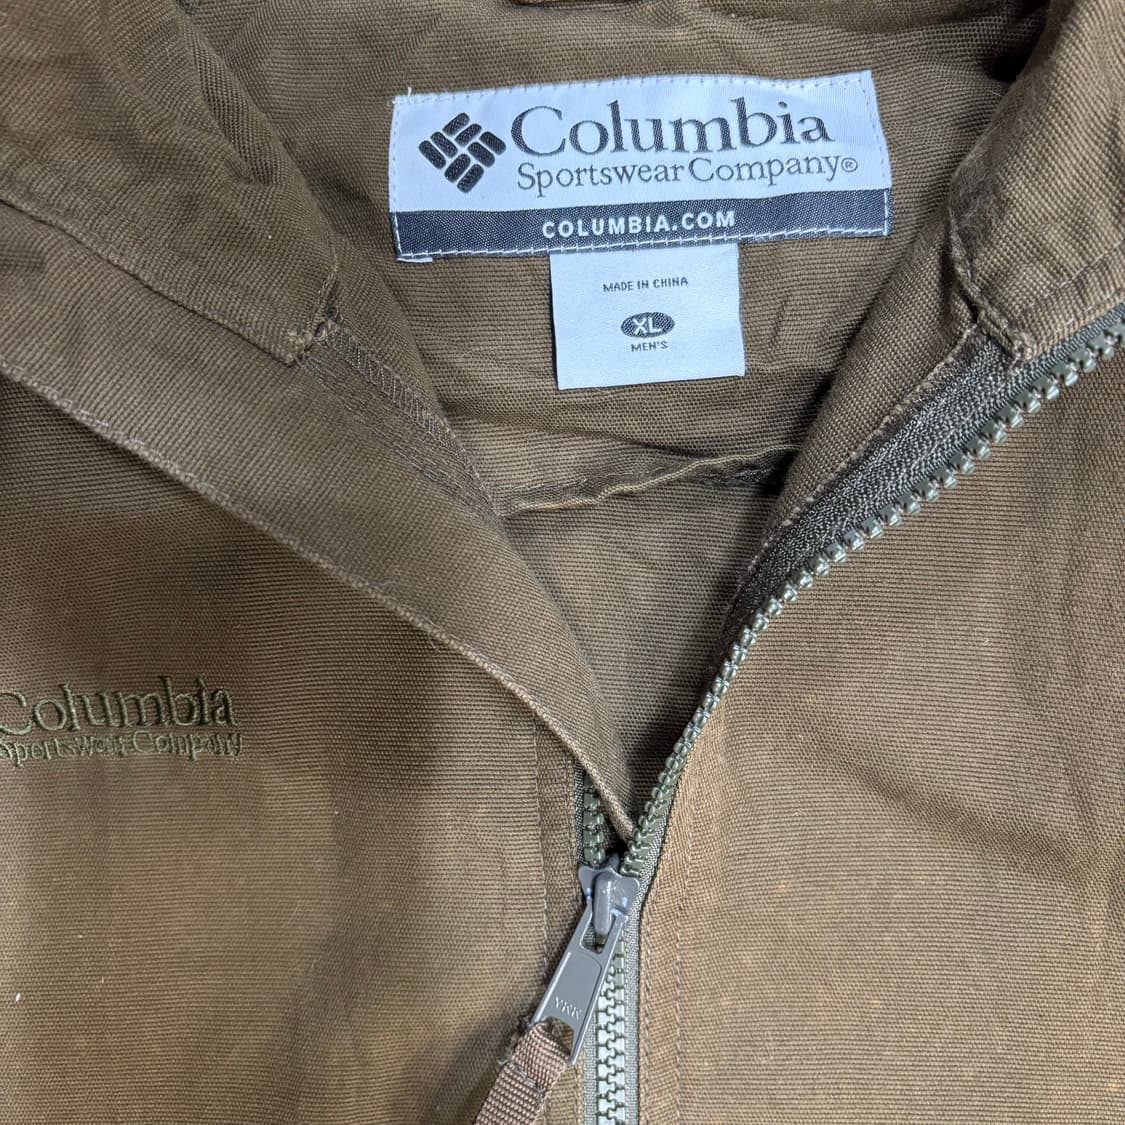 Columbia
Sportswear Company®
COLUMBIA.COM
MADE IN CHINA
XL
MEN'S
Columbia
Sportswear Company
YKK